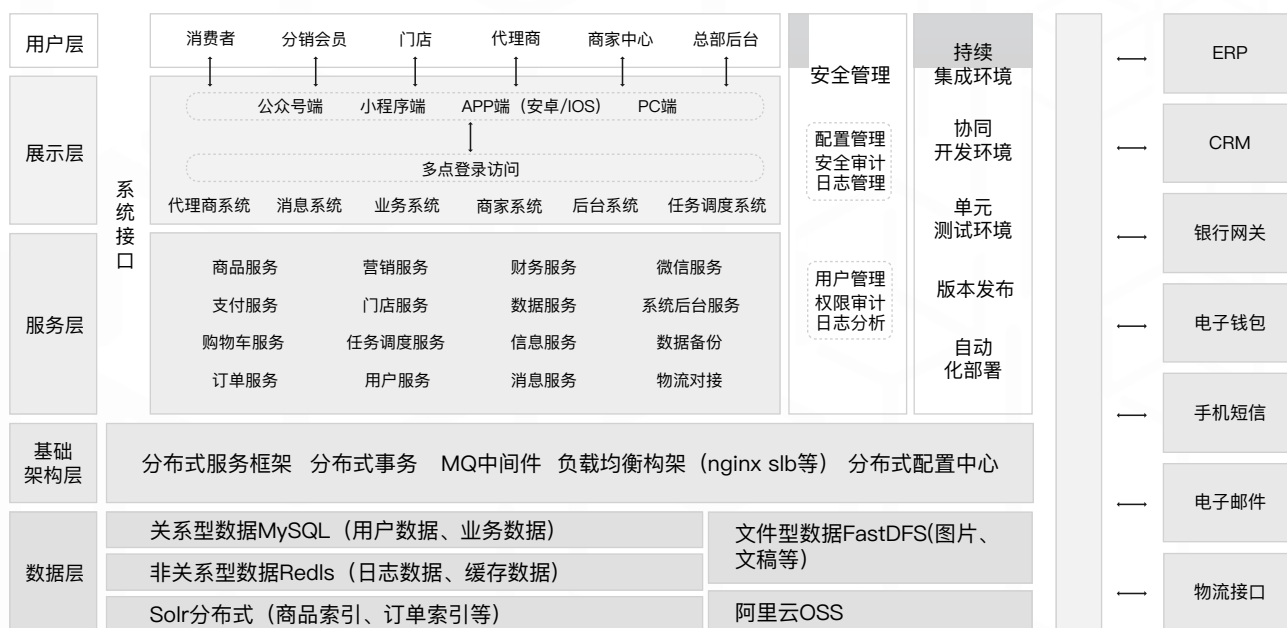 用户层
消费者
分销会员
门店
代理商
商家中心
总部后台
展示层
公众号端
小程序端
APP端（安卓/IOS）
PC端
多点登录访问
代理商系统
消息系统
业务系统
商家系统
后台系统
任务调度系统
系统接口
服务层
商品服务
营销服务
财务服务
微信服务
支付服务
门店服务
数据服务
系统后台服务
购物车服务
任务调度服务
信息服务
数据备份
订单服务
用户服务
消息服务
物流对接
安全管理
配置管理
安全审计
日志管理
用户管理
权限审计
日志分析
持续
集成环境
协同
开发环境
单元
测试环境
版本发布
自动
化部署
基础
架构层
分布式服务框架
分布式事务
MQ中间件
负载均衡构架（nginx slb等）
分布式配置中心
数据层
关系型数据MySQL（用户数据、业务数据）
非关系型数据Redls（日志数据、缓存数据）
Solr分布式（商品索引、订单索引等）
文件型数据FastDFS(图片、
文稿等）
阿里云OSS
ERP
CRM
银行网关
电子钱包
手机短信
电子邮件
物流接口